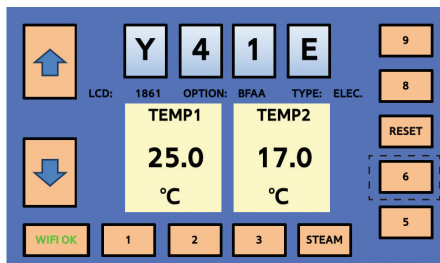 Y 4 1 E
LCD: 1861 OPTION: BFAA TYPE: ELEC.
TEMP1
25.0
°C
TEMP2
17.0
°C
9
8
RESET
6
5
WIFI OK
1
2
3
STEAM